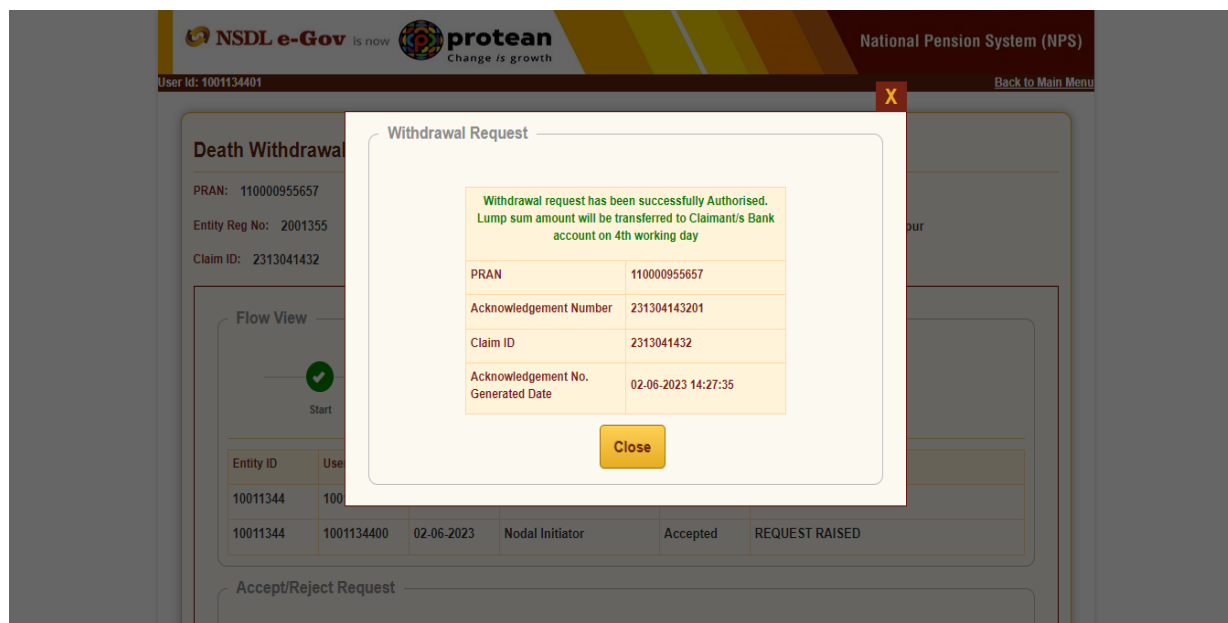 NSDL e-Gov is now protean
Change is growth
National Pension System (NPS)
User Id: 1001134401
Back to Main Menu
X
Withdrawal Request
Death Withdrawal
PRAN: 110000955657
Entity Reg No: 2001355
our
Claim ID: 2313041432
Withdrawal request has been successfully Authorised.
Lump sum amount will be transferred to Claimant/s Bank
account on 4th working day
PRAN 110000955657
Acknowledgement Number 231304143201
Claim ID 2313041432
Acknowledgement No.
Generated Date 02-06-2023 14:27:35
Close
Flow View
Start
Entity ID Use
10011344 100
10011344 1001134400 02-06-2023 Nodal Initiator Accepted REQUEST RAISED
Accept/Reject Request